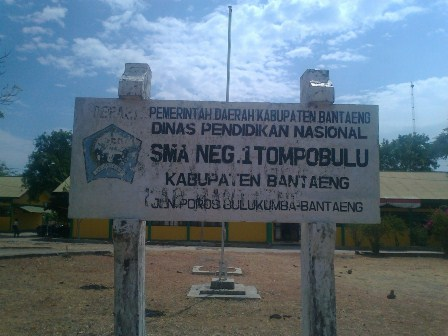 PEMERINTAH DAERAH KABUPATEN BANTAENG
DINAS PENDIDIKAN NASIONAL
SMA NEG.1 TOMPOBULU
KABUPATEN BANTAENG
JLN.POROS BULUKUMBA-BANTAENG